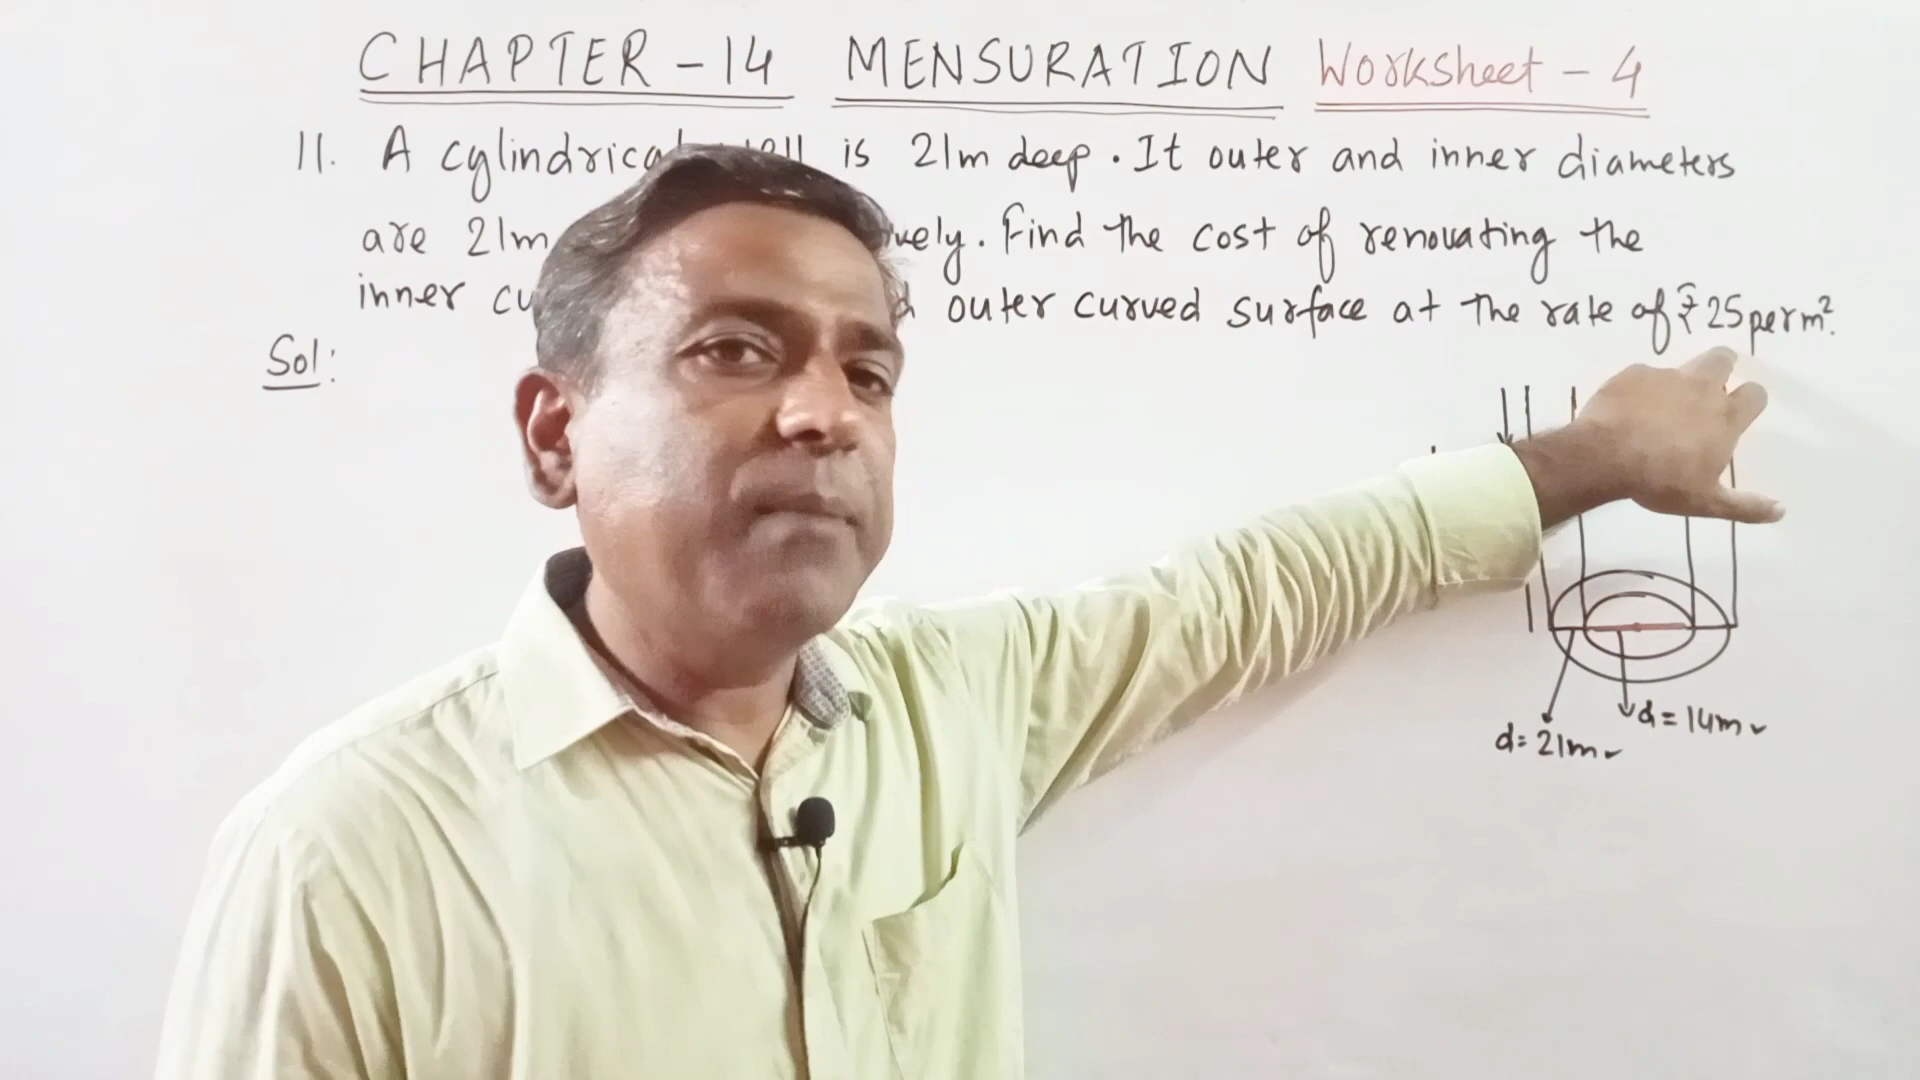 CHAPTER - 14 MENSURATION Worksheet - 4
11. A cylindrical well is 21m deep. It outer and inner diameters
are 21m . Find the cost of renovating the
inner outer curved surface at the rate of ₹ 25 per m².
Sol:
d = 14m
d = 21m